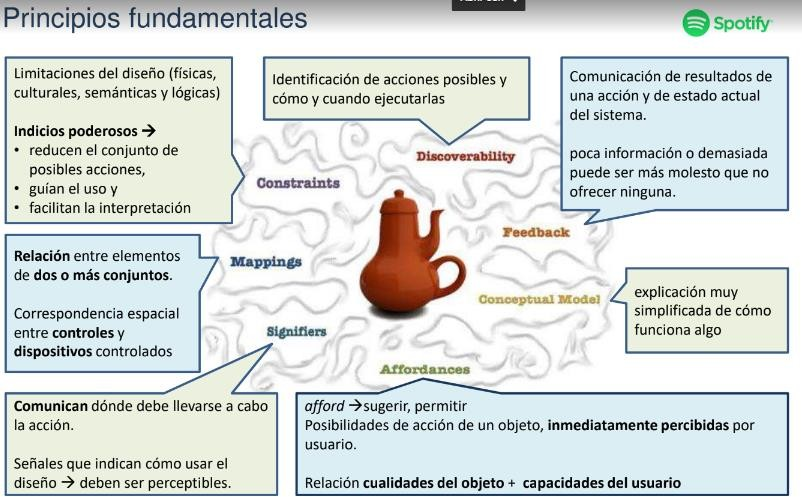 Principios fundamentales
Spotify
Limitaciones del diseño (físicas,
culturales, semánticas y lógicas)
Indicios poderosos →
• reducen el conjunto de
posibles acciones,
• guían el uso y
• facilitan la interpretación
Identificación de acciones posibles y
cómo y cuando ejecutarlas
Comunicación de resultados de
una acción y de estado actual
del sistema.
poca información o demasiada
puede ser más molesto que no
ofrecer ninguna.
Discoverability
Constraints
Feedback
Mappings
Conceptual Model
Signifiers
Affordances
Relación entre elementos
de dos o más conjuntos.
Correspondencia espacial
entre controles y
dispositivos controlados
explicación muy
simplificada de cómo
funciona algo
Comunican dónde debe llevarse a cabo
la acción.
Señales que indican cómo usar el
diseño → deben ser perceptibles.
afford → sugerir, permitir
Posibilidades de acción de un objeto, inmediatamente percibidas por
usuario.
Relación cualidades del objeto + capacidades del usuario